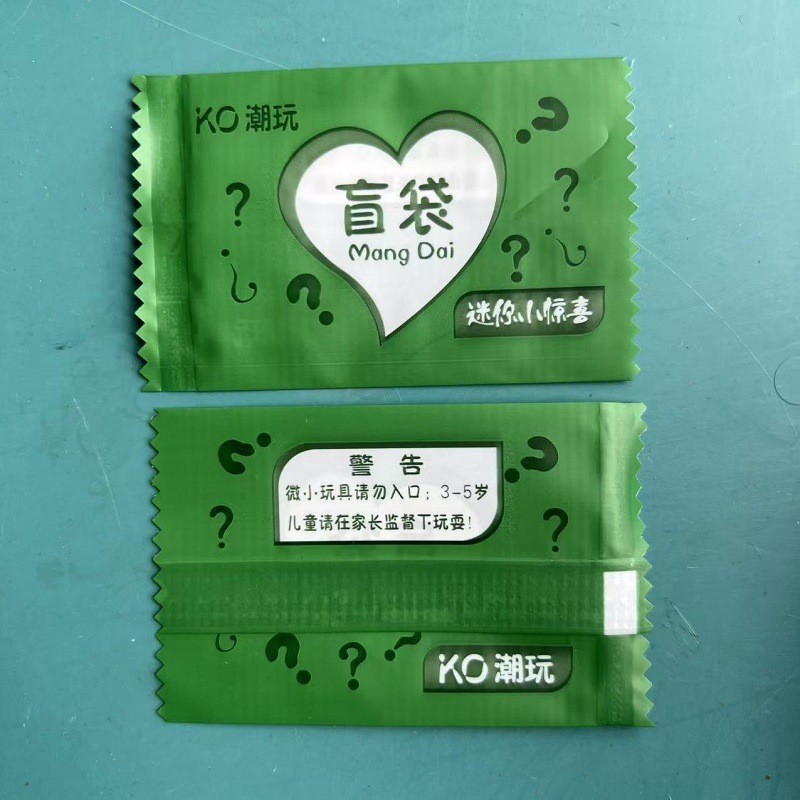 KO潮玩
盲袋
Mang Dai
迷你小惊喜
警告
微小玩具请勿入口；3-5岁
儿童请在家长监督下玩耍！
KO潮玩